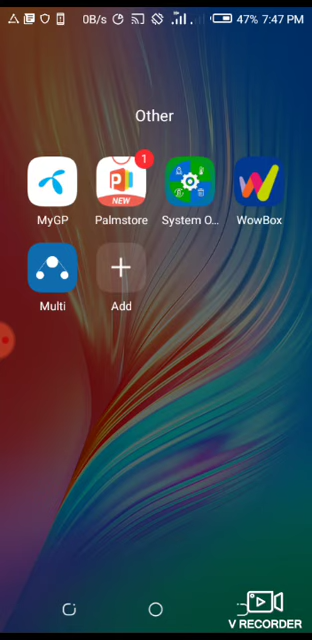 0B/s 47% 7:47 PM
Other
1
NEW
MyGP Palmstore System O... WowBox
Multi Add
V RECORDER